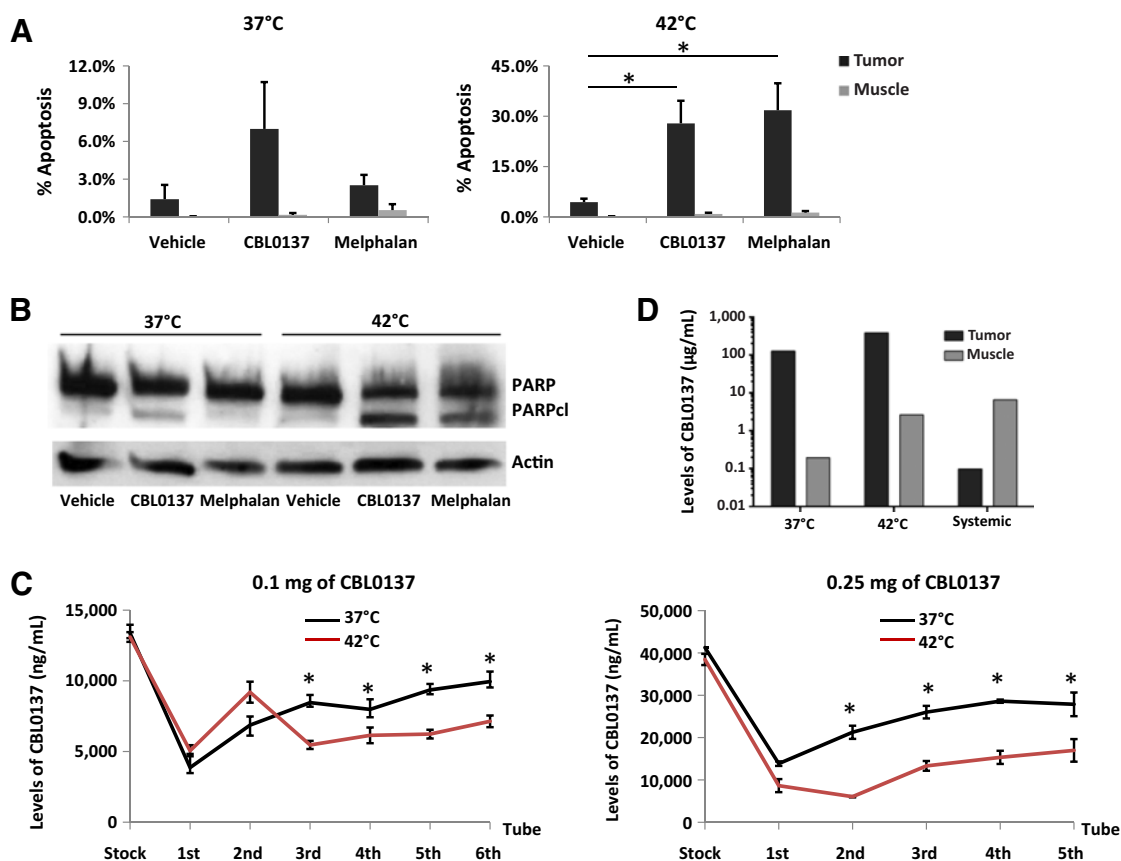 A
37°C
12.0%
9.0%
6.0%
3.0%
0.0%
% Apoptosis
Vehicle CBL0137 Melphalan
42°C
*
*
45.0%
30.0%
15.0%
0.0%
% Apoptosis
Vehicle CBL0137 Melphalan
Tumor
Muscle
B
37°C 42°C
PARP
PARPcl
Actin
Vehicle CBL0137 Melphalan Vehicle CBL0137 Melphalan
D
Levels of CBL0137 (µg/mL)
1,000
100
10
1
0.1
0.01
Tumor
Muscle
37°C 42°C Systemic
C
0.1 mg of CBL0137
Levels of CBL0137 (ng/mL)
15,000
10,000
5,000
0
37°C
42°C
* * * *
Tube
Stock 1st 2nd 3rd 4th 5th 6th
0.25 mg of CBL0137
Levels of CBL0137 (ng/mL)
50,000
40,000
30,000
20,000
10,000
0
37°C
42°C
* * * *
Tube
Stock 1st 2nd 3rd 4th 5th